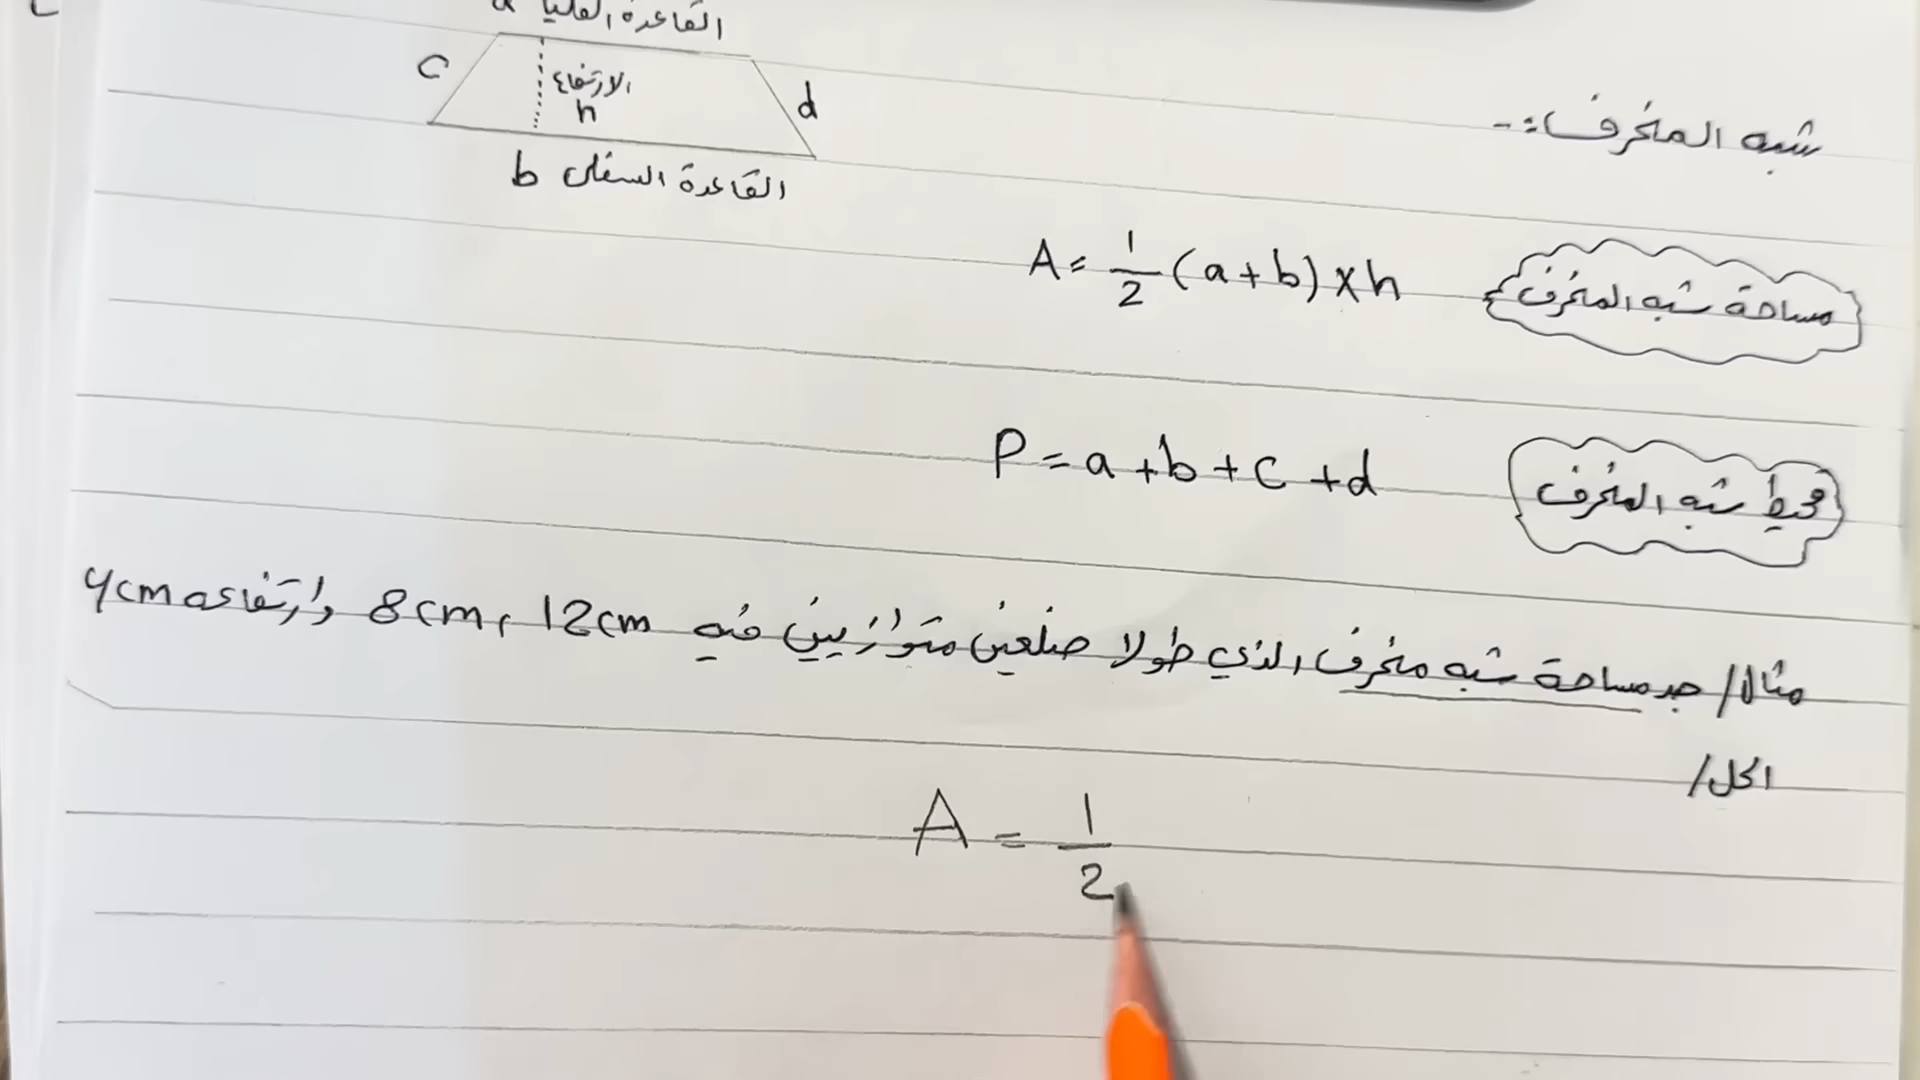 a القاعدة العليا
شبه المنحرف :-
c
الارتفاع
h
d
b القاعدة السفلى
مساحة شبه المنحرف
A = 1/2 (a + b) × h
محيط شبه المنحرف
P = a + b + c + d
مثال/ جد مساحة شبه منحرف الذي طولا ضلعين متوازيين فيه 8cm , 12cm وارتفاعه 4cm
الحل/
A = 1/2